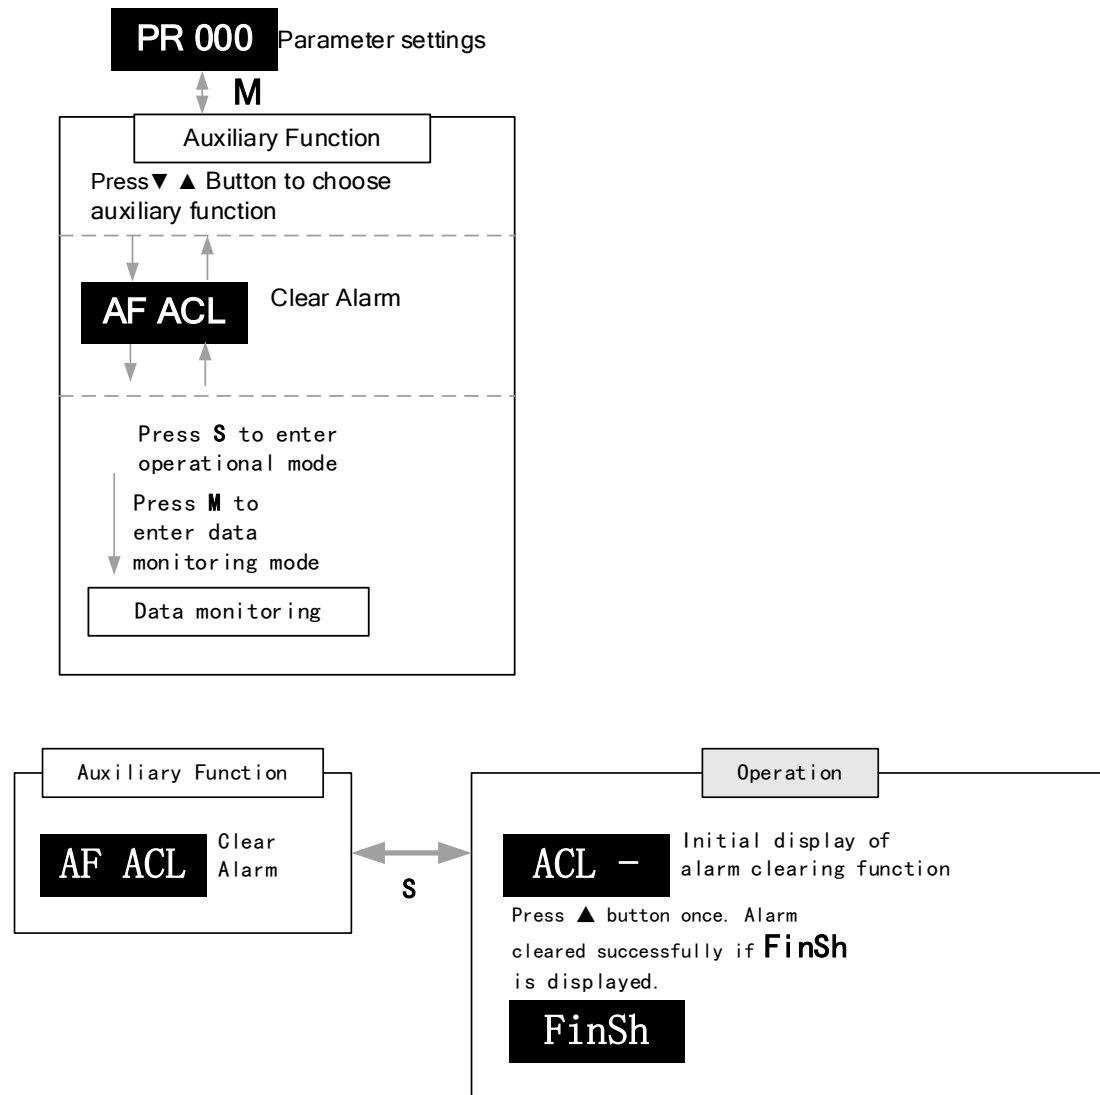 PR 000 Parameter settings
M
Auxiliary Function
Press▼ ▲ Button to choose
auxiliary function
AF ACL Clear Alarm
Press S to enter
operational mode
Press M to
enter data
monitoring mode
Data monitoring
Auxiliary Function
AF ACL
Clear
Alarm
S
Operation
ACL -
Initial display of
alarm clearing function
Press ▲ button once. Alarm
cleared successfully if FinSh
is displayed.
FinSh